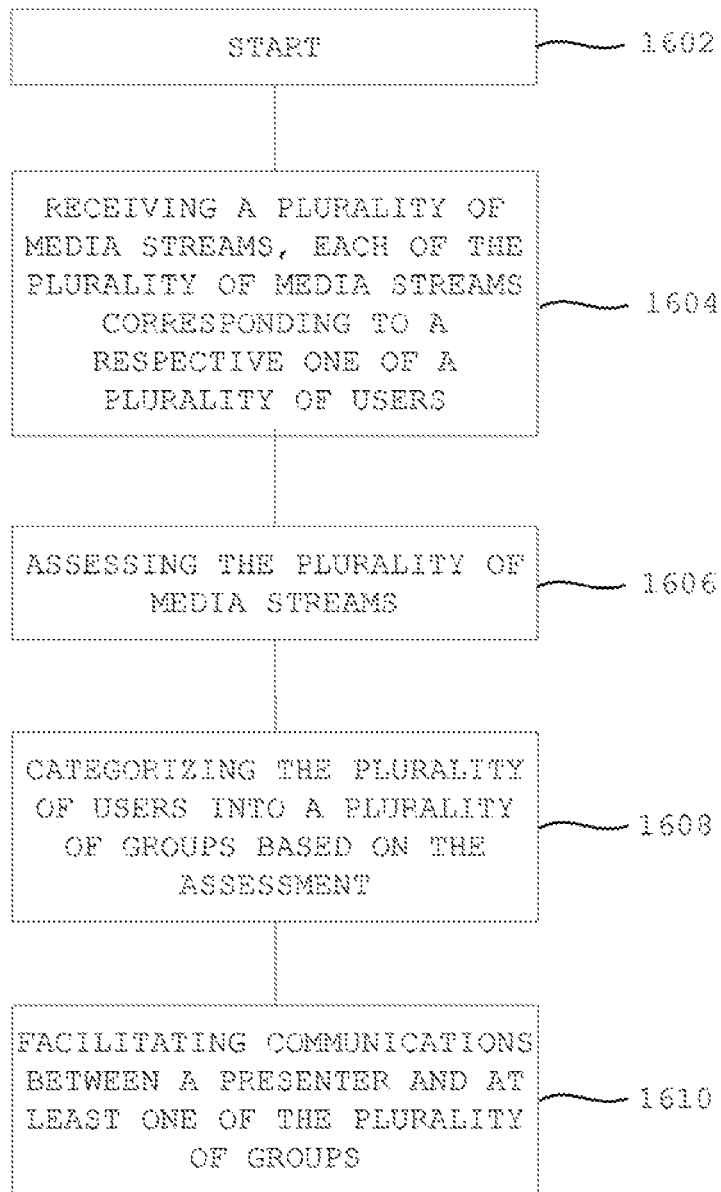 START
1602
RECEIVING A PLURALITY OF
MEDIA STREAMS, EACH OF THE
PLURALITY OF MEDIA STREAMS
CORRESPONDING TO A
RESPECTIVE ONE OF A
PLURALITY OF USERS
1604
ASSESSING THE PLURALITY OF
MEDIA STREAMS
1606
CATEGORIZING THE PLURALITY
OF USERS INTO A PLURALITY
OF GROUPS BASED ON THE
ASSESSMENT
1608
FACILITATING COMMUNICATIONS
BETWEEN A PRESENTER AND AT
LEAST ONE OF THE PLURALITY
OF GROUPS
1610